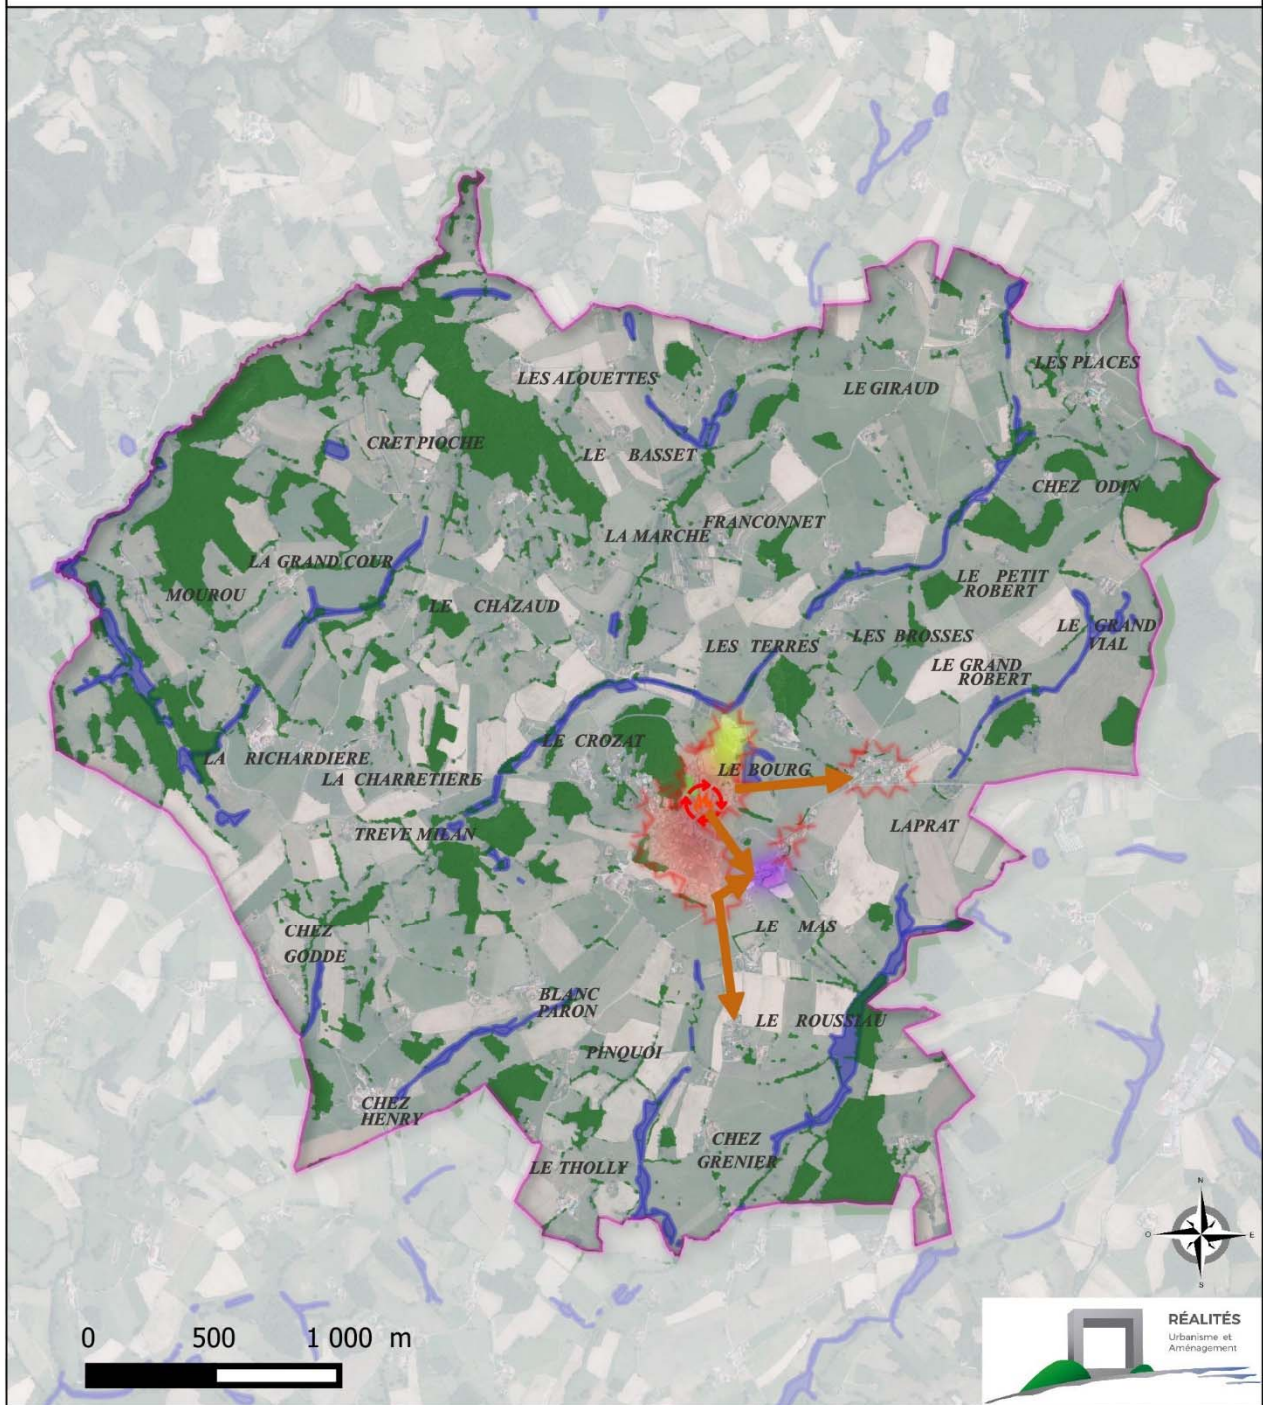 LES PLACES
LES ALOUETTES
LE GIRAUD
CRET PIOCHE
LE BASSET
CHEZ ODIN
FRANCONNET
LA MARCHE
LA GRAND COUR
LE PETIT
ROBERT
MOUROU
LE CHAZAUD
LE GRAND
VIAL
LES BROSSES
LES TERRES
LE GRAND
ROBERT
LE CROZAT
LA RICHARDIERE
LE BOURG
LA CHARRETIERE
LAPRAT
TREVE MILAN
LE MAS
CHEZ
GODDE
BLANC
PARON
LE ROUSSIAU
PINQUOI
CHEZ
HENRY
CHEZ
GRENIER
LE THOLLY
N
O
E
S
0 500 1 000 m
RÉALITÉS
Urbanisme et
Aménagement